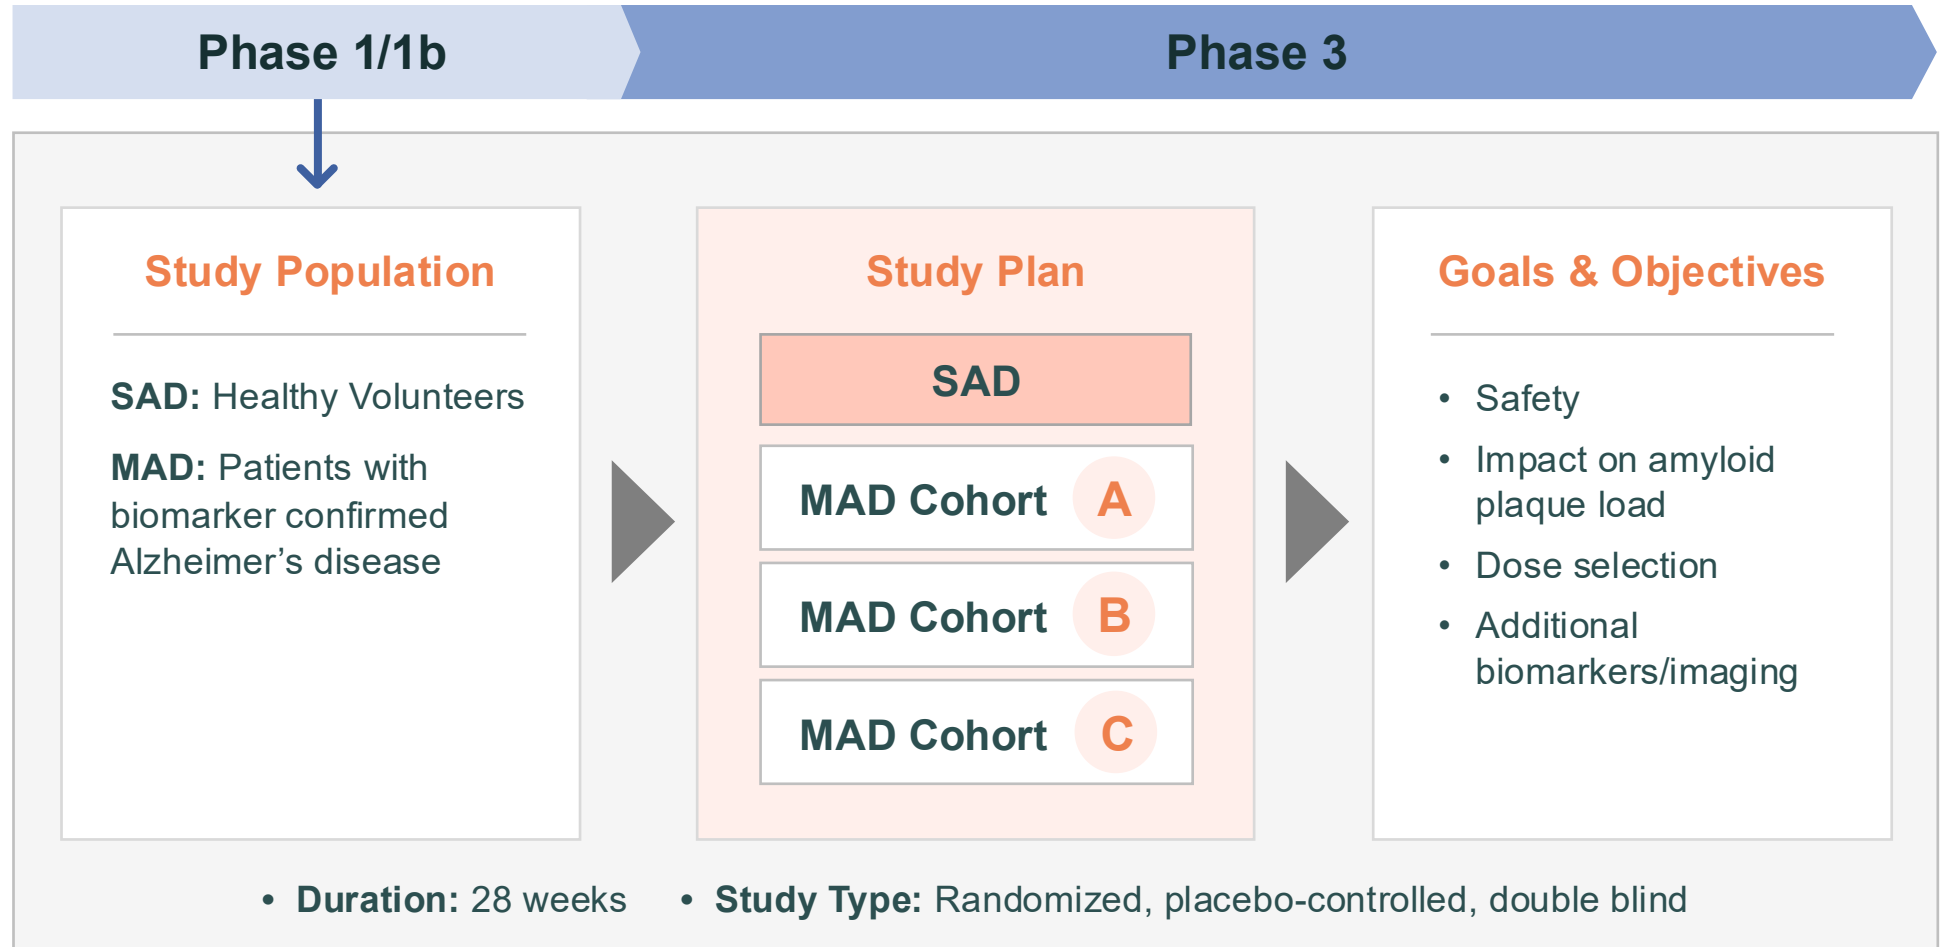 Phase 1/1b
Phase 3
Study Population
SAD: Healthy Volunteers
MAD: Patients with
biomarker confirmed
Alzheimer’s disease
Study Plan
SAD
MAD Cohort A
MAD Cohort B
MAD Cohort C
Goals & Objectives
• Safety
• Impact on amyloid
plaque load
• Dose selection
• Additional
biomarkers/imaging
• Duration: 28 weeks • Study Type: Randomized, placebo-controlled, double blind